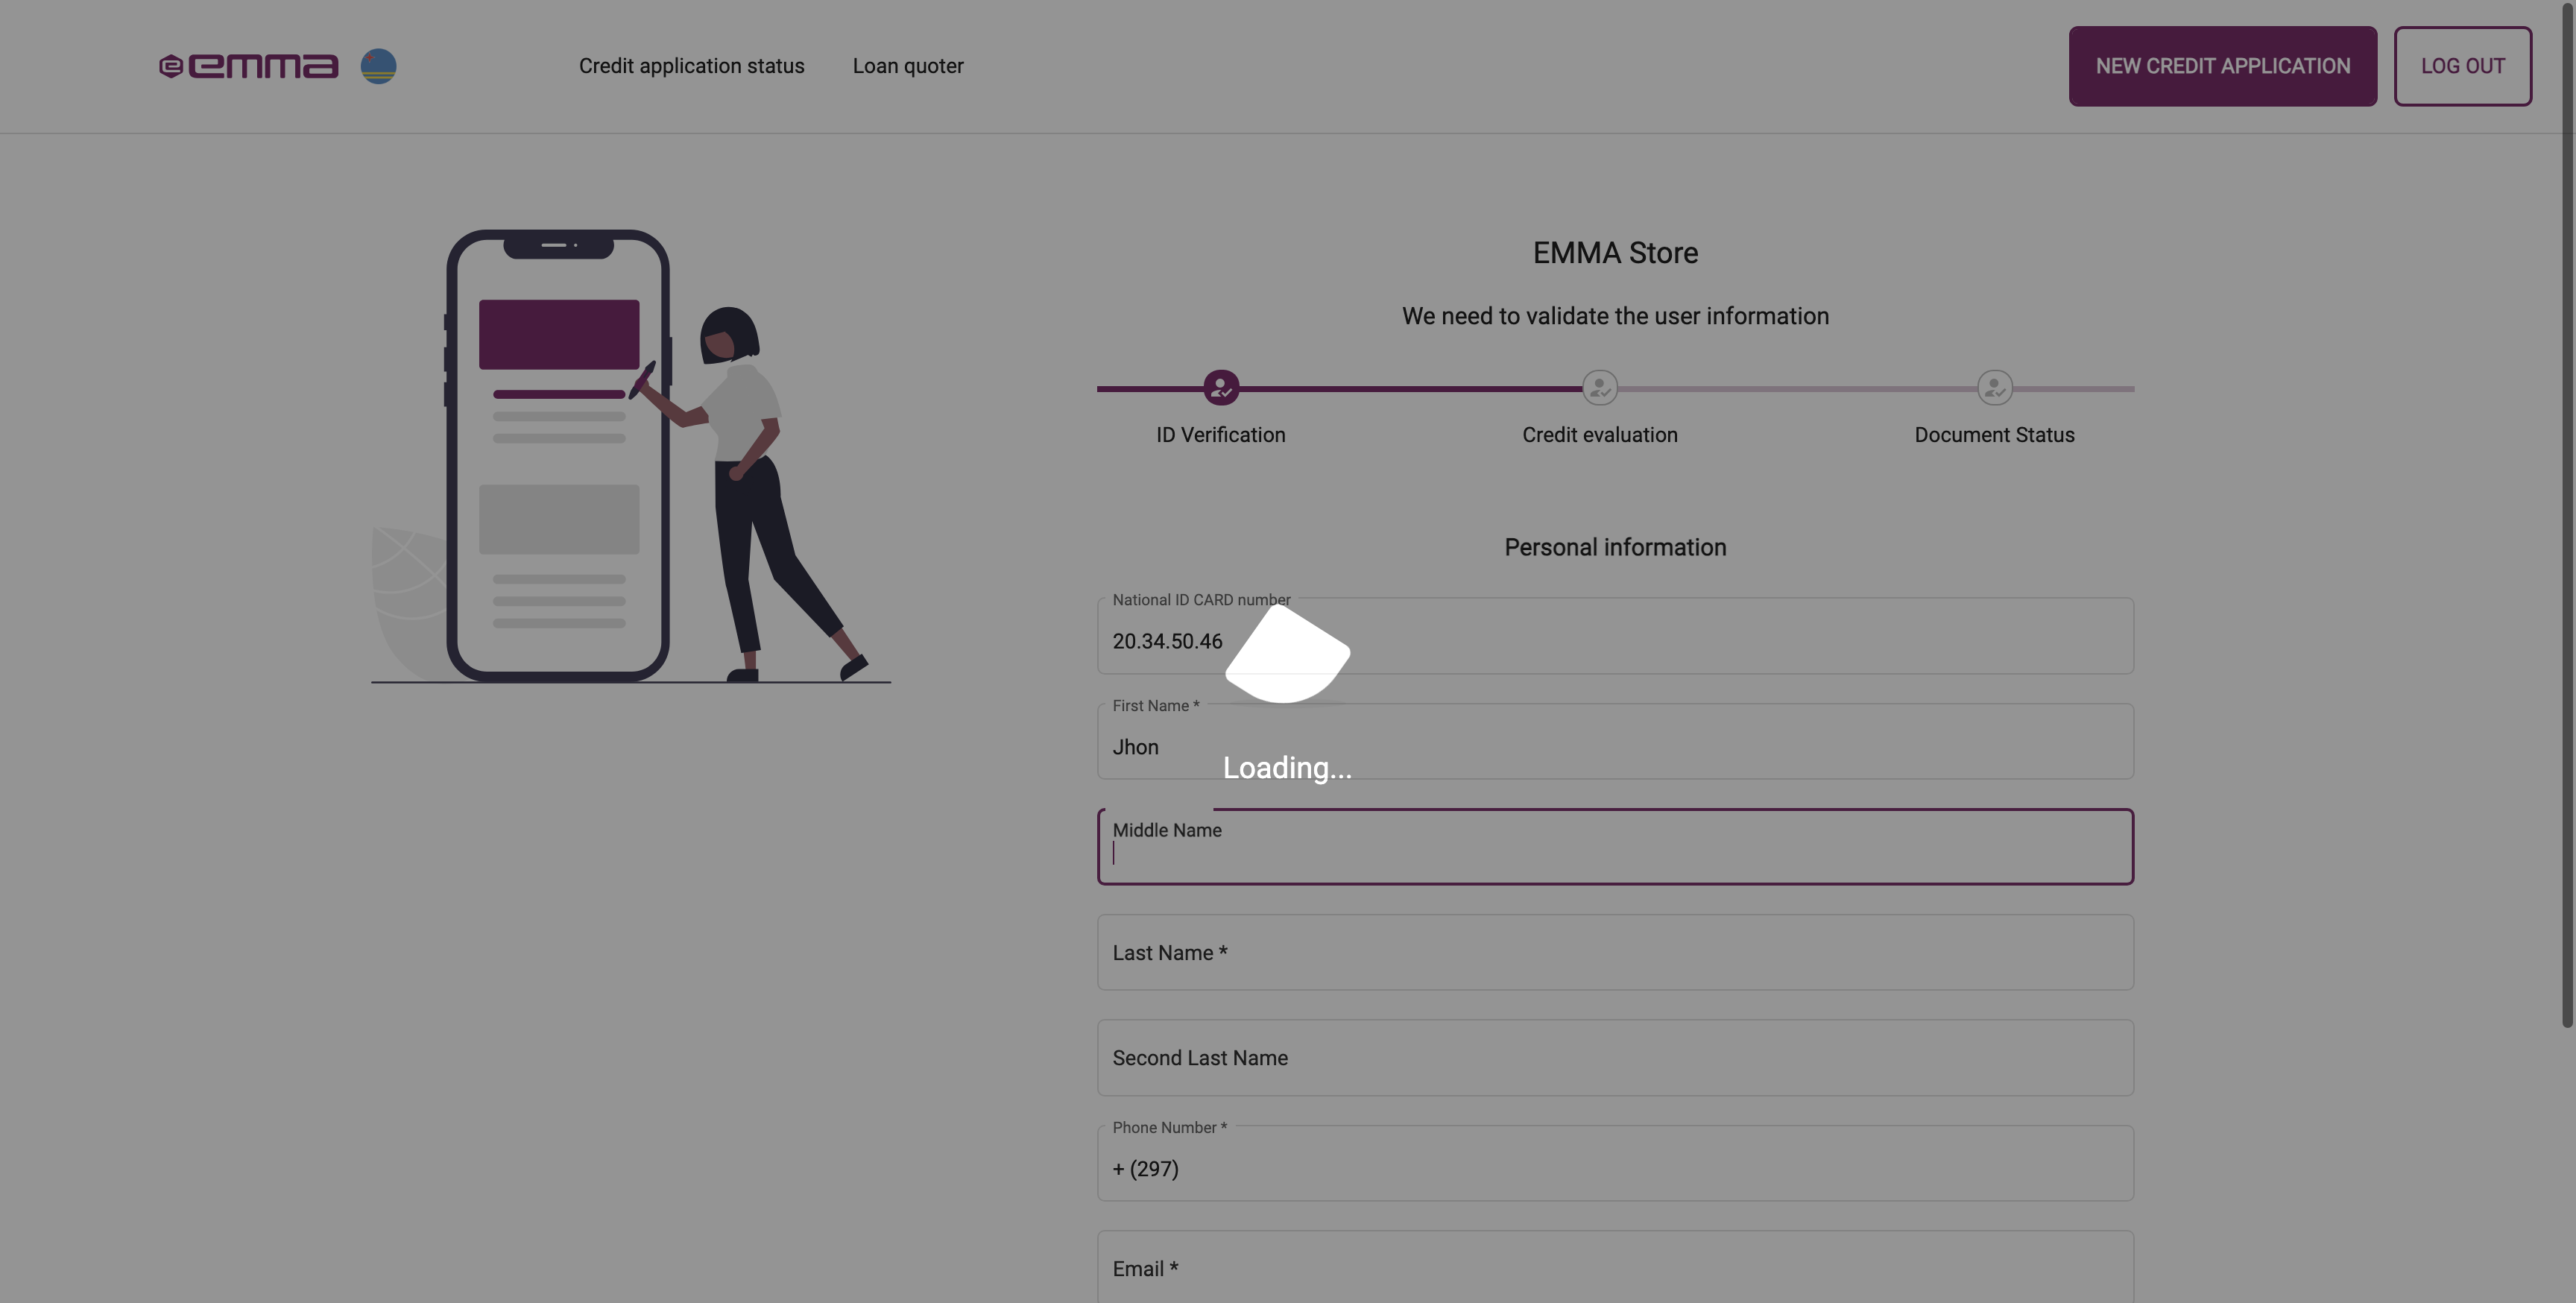 emma
Credit application status
Loan quoter
NEW CREDIT APPLICATION
LOG OUT
EMMA Store
We need to validate the user information
ID Verification
Credit evaluation
Document Status
Personal information
National ID CARD number
20.34.50.46
First Name *
Jhon
Loading...
Middle Name
Last Name *
Second Last Name
Phone Number *
+ (297)
Email *